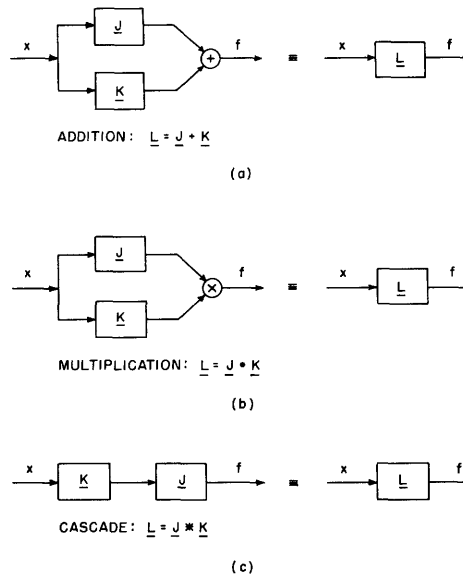 J
x f x f
+ ≡ L
K
ADDITION: L = J + K
(a)
J
x f x f
× ≡ L
K
MULTIPLICATION: L = J • K
(b)
x f x f
K J ≡ L
CASCADE: L = J * K
(c)